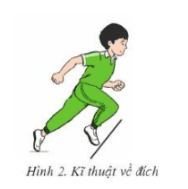 Hình 2. Kĩ thuật về đích